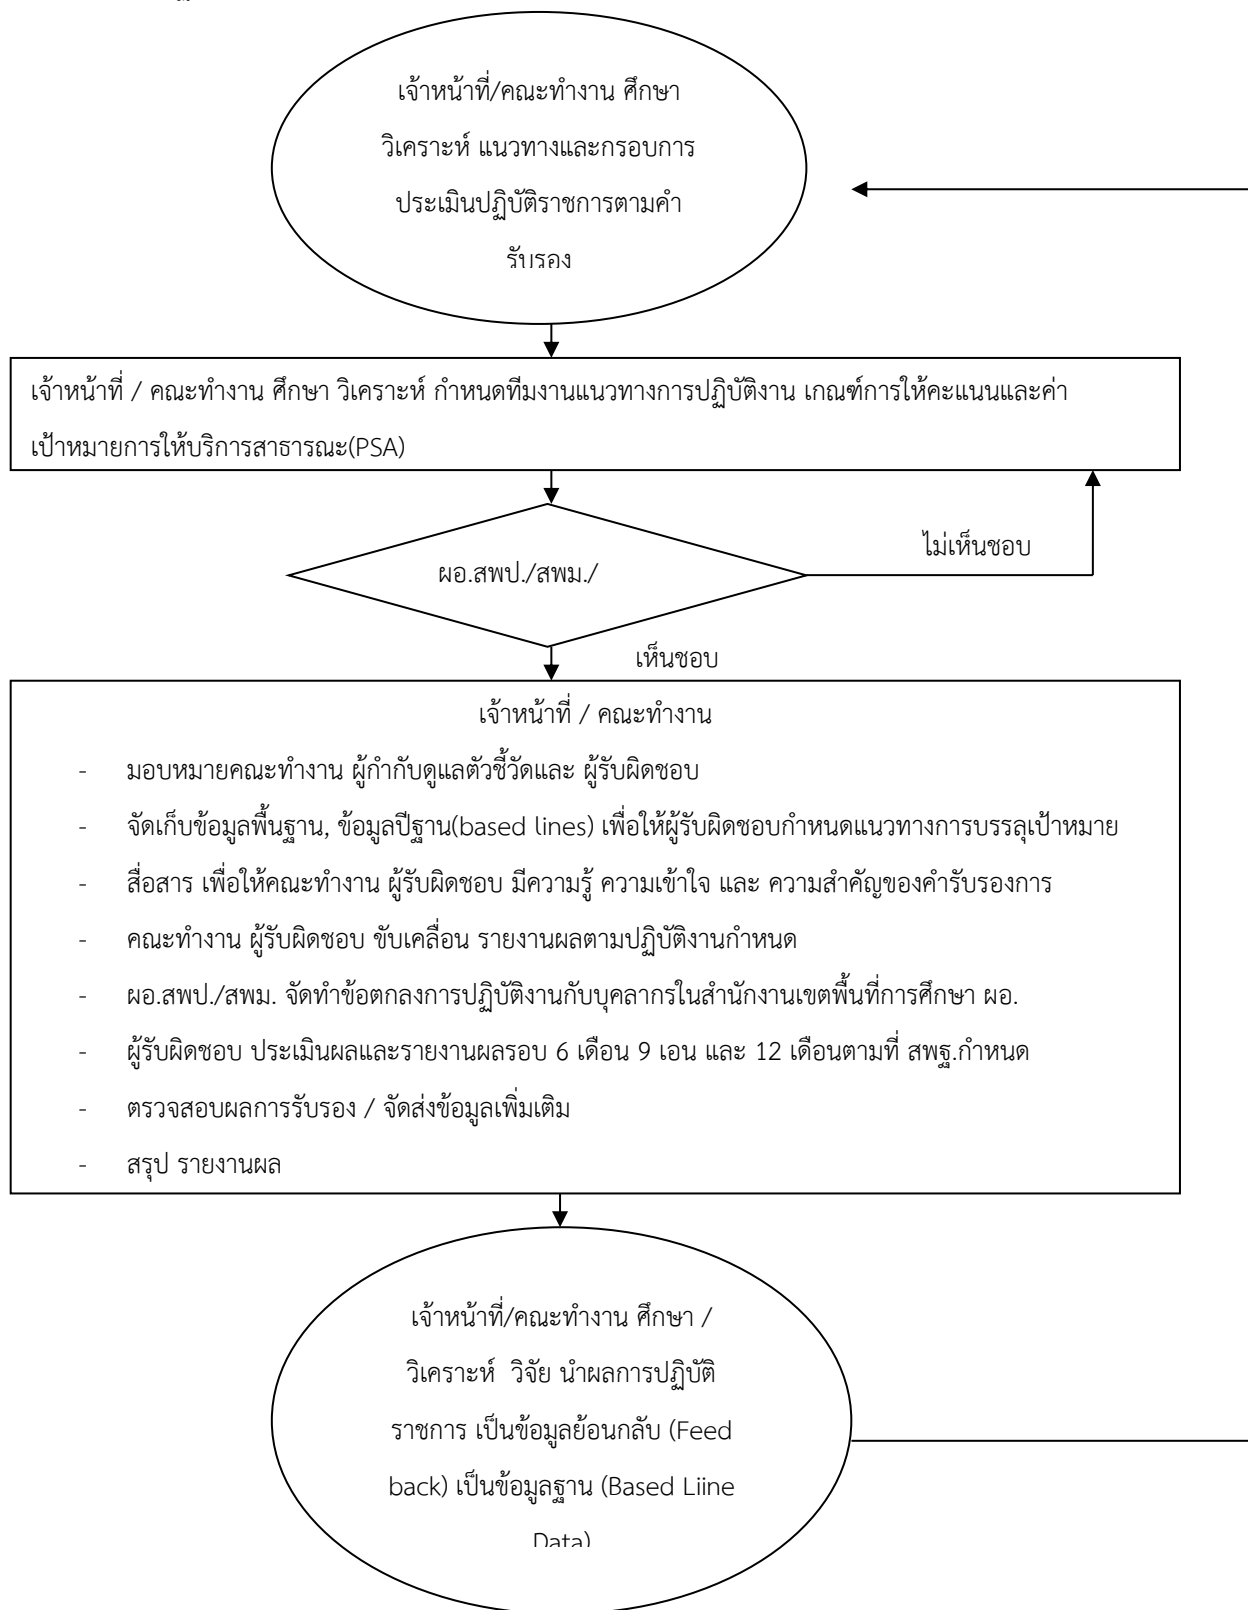 เจ้าหน้าที่/คณะทำงาน ศึกษา
วิเคราะห์ แนวทางและกรอบการ
ประเมินปฏิบัติราชการตามคำ
รับรอง
เจ้าหน้าที่ / คณะทำงาน ศึกษา วิเคราะห์ กำหนดทีมงานแนวทางการปฏิบัติงาน เกณฑ์การให้คะแนนและค่า
เป้าหมายการให้บริการสาธารณะ(PSA)
ไม่เห็นชอบ
ผอ.สพป./สพม./
เห็นชอบ
เจ้าหน้าที่ / คณะทำงาน
- มอบหมายคณะทำงาน ผู้กำกับดูแลตัวชี้วัดและ ผู้รับผิดชอบ
- จัดเก็บข้อมูลพื้นฐาน, ข้อมูลปีฐาน(based lines) เพื่อให้ผู้รับผิดชอบกำหนดแนวทางการบรรลุเป้าหมาย
- สื่อสาร เพื่อให้คณะทำงาน ผู้รับผิดชอบ มีความรู้ ความเข้าใจ และ ความสำคัญของคำรับรองการ
- คณะทำงาน ผู้รับผิดชอบ ขับเคลื่อน รายงานผลตามปฏิบัติงานกำหนด
- ผอ.สพป./สพม. จัดทำข้อตกลงการปฏิบัติงานกับบุคลากรในสำนักงานเขตพื้นที่การศึกษา ผอ.
- ผู้รับผิดชอบ ประเมินผลและรายงานผลรอบ 6 เดือน 9 เอน และ 12 เดือนตามที่ สพฐ.กำหนด
- ตรวจสอบผลการรับรอง / จัดส่งข้อมูลเพิ่มเติม
- สรุป รายงานผล
เจ้าหน้าที่/คณะทำงาน ศึกษา /
วิเคราะห์ วิจัย นำผลการปฏิบัติ
ราชการ เป็นข้อมูลย้อนกลับ (Feed
back) เป็นข้อมูลฐาน (Based Liine
Data)